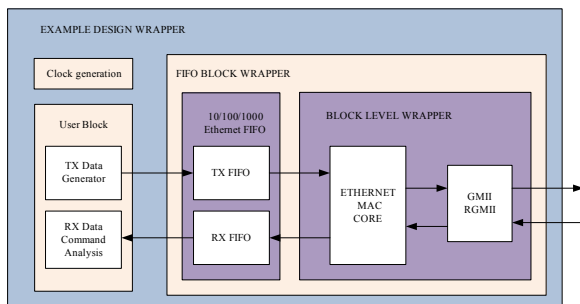 EXAMPLE DESIGN WRAPPER
Clock generation
FIFO BLOCK WRAPPER
User Block
10/100/1000
Ethernet FIFO
BLOCK LEVEL WRAPPER
TX Data
Generator
TX FIFO
ETHERNET
MAC
CORE
GMII
RGMII
RX Data
Command
Analysis
RX FIFO